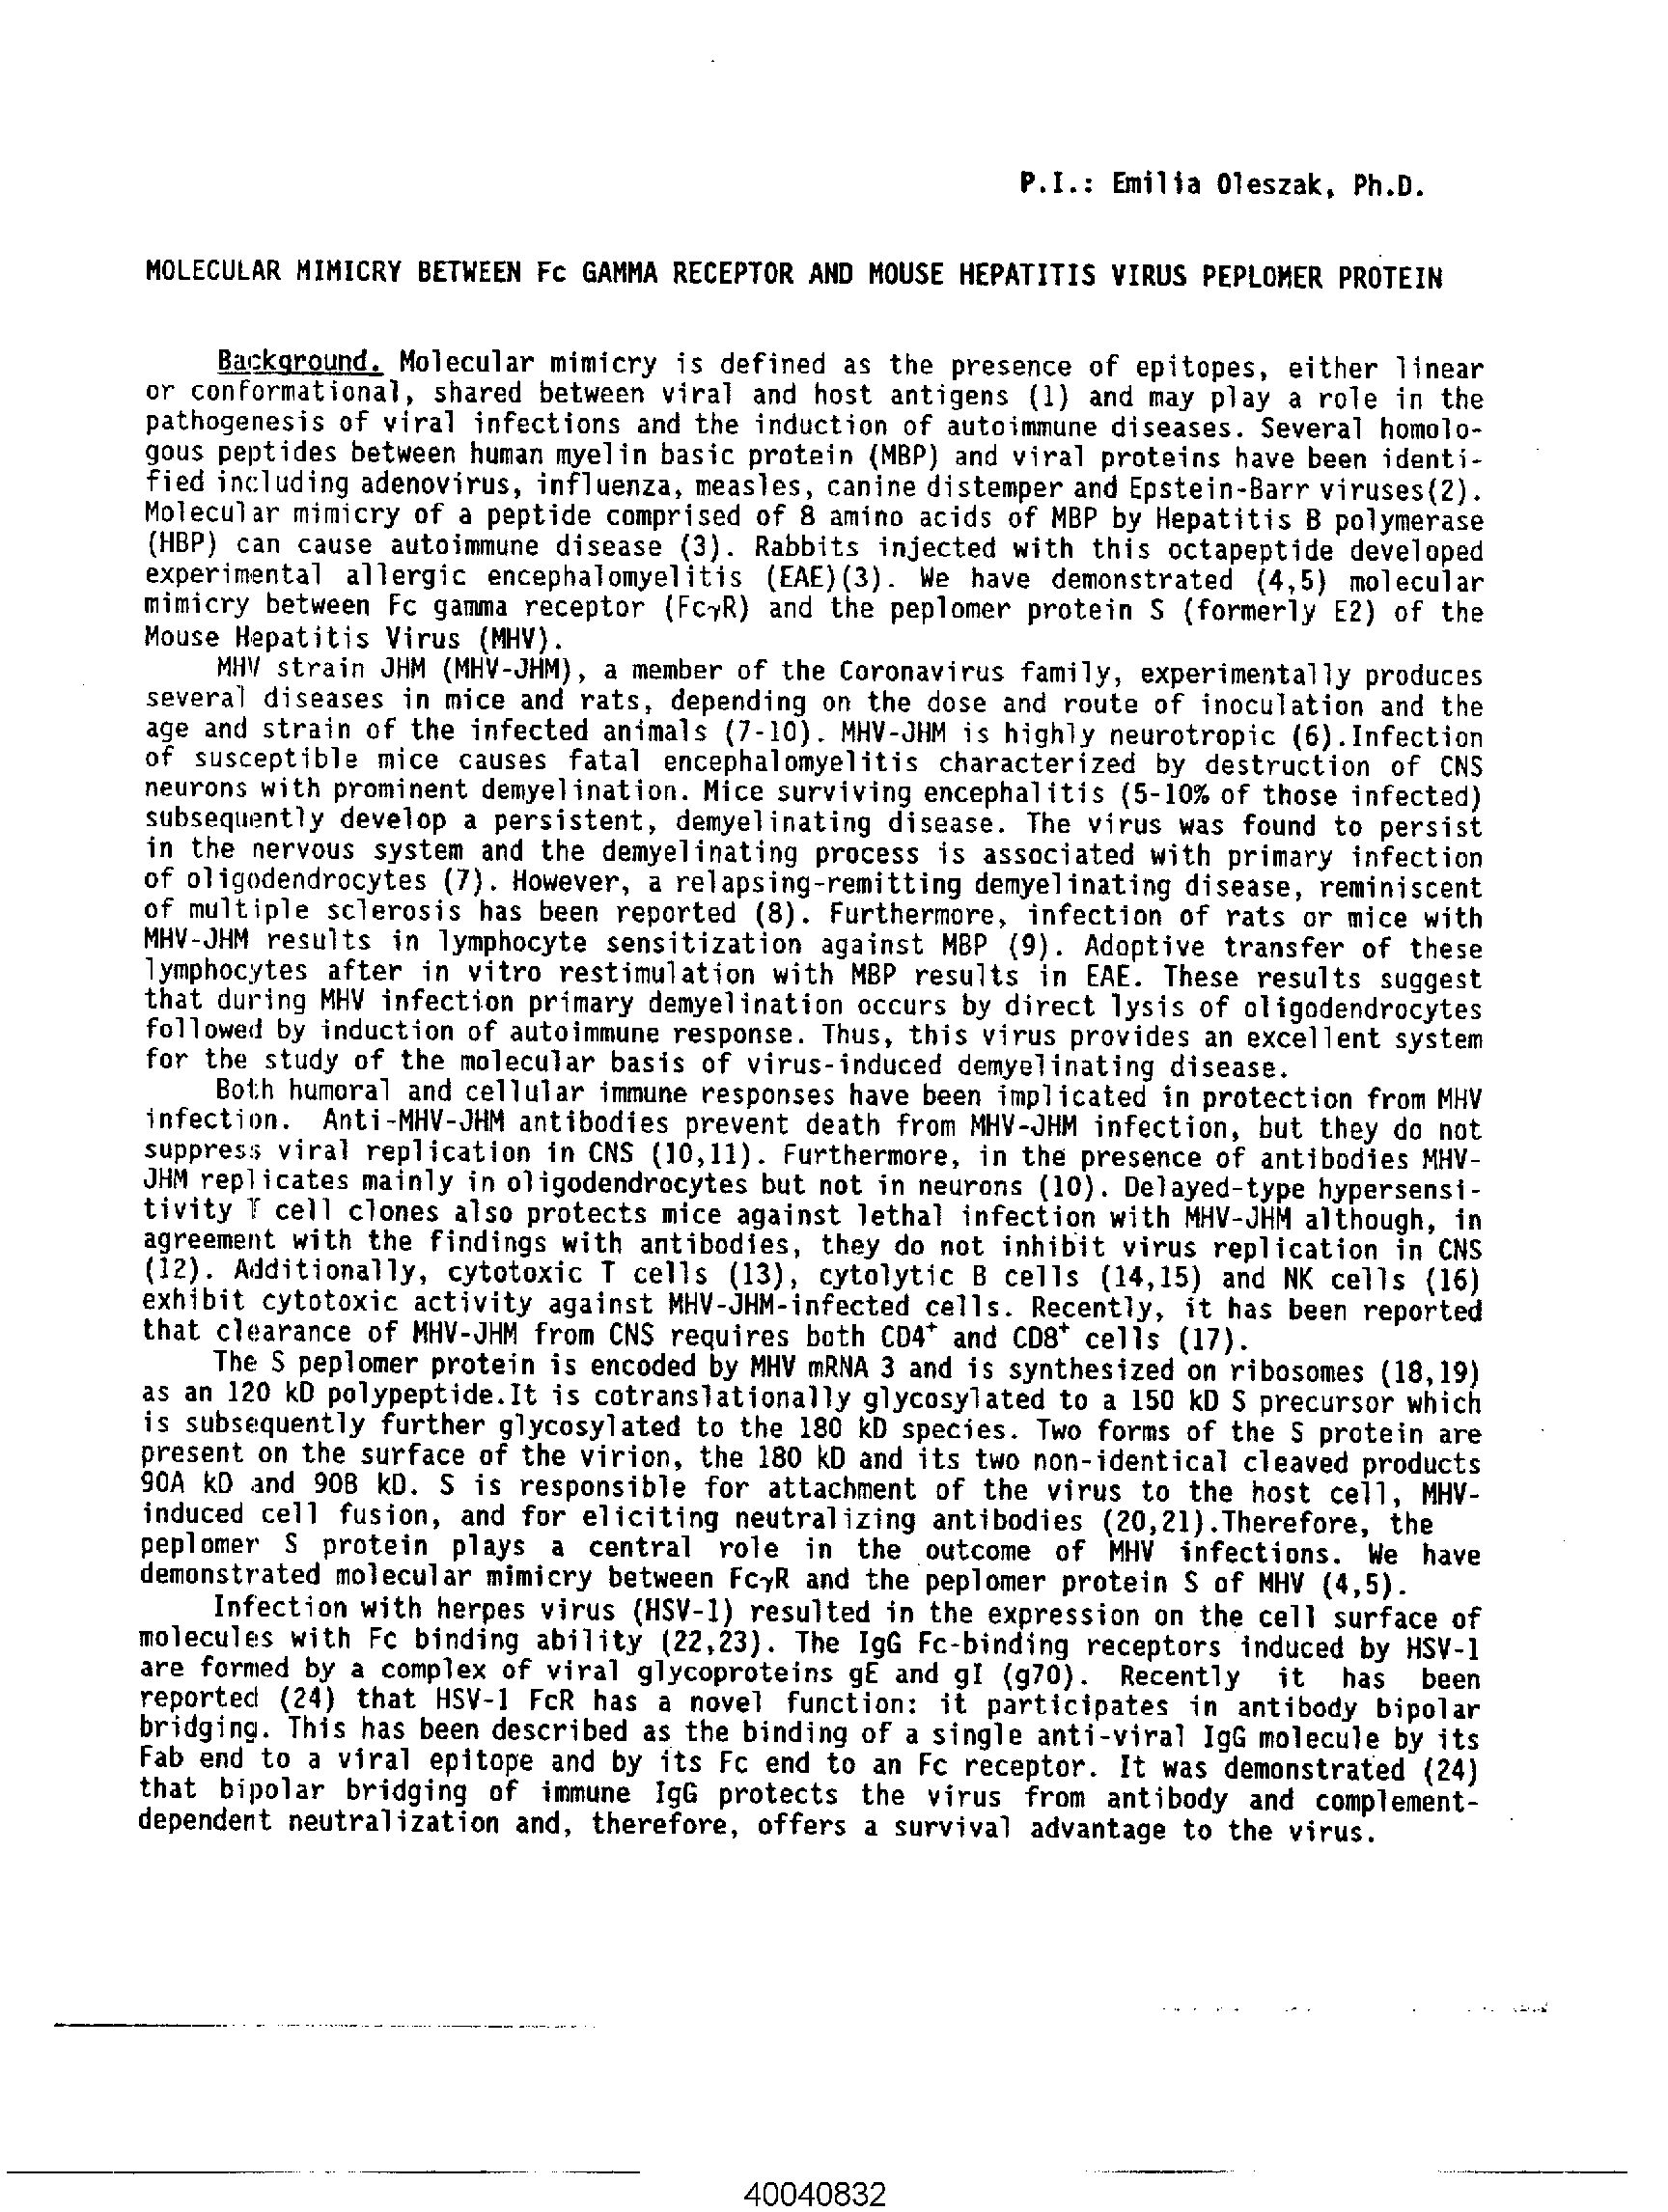 P.I.: Emilia Oleszak, Ph.D.
MOLECULAR MIMICRY BETWEEN Fc GAMMA RECEPTOR AND MOUSE HEPATITIS VIRUS PEPLOMER PROTEIN
Background. Molecular mimicry is defined as the presence of epitopes, either linear
or conformational, shared between viral and host antigens (1) and may play a role in the
pathogenesis of viral infections and the induction of autoimmune diseases. Several homolo-
gous peptides between human myelin basic protein (MBP) and viral proteins have been identi-
fied including adenovirus, influenza, measles, canine distemper and Epstein-Barr viruses(2).
Molecular mimicry of a peptide comprised of 8 amino acids of MBP by Hepatitis B polymerase
(HBP) can cause autoimmune disease (3). Rabbits injected with this octapeptide developed
experimental allergic encephalomyelitis (EAE)(3). We have demonstrated (4,5) molecular
mimicry between Fc gamma receptor (FcγR) and the peplomer protein S (formerly E2) of the
Mouse Hepatitis Virus (MHV).
MHV strain JHM (MHV-JHM), a member of the Coronavirus family, experimentally produces
several diseases in mice and rats, depending on the dose and route of inoculation and the
age and strain of the infected animals (7-10). MHV-JHM is highly neurotropic (6).Infection
of susceptible mice causes fatal encephalomyelitis characterized by destruction of CNS
neurons with prominent demyelination. Mice surviving encephalitis (5-10% of those infected)
subsequently develop a persistent, demyelinating disease. The virus was found to persist
in the nervous system and the demyelinating process is associated with primary infection
of oligodendrocytes (7). However, a relapsing-remitting demyelinating disease, reminiscent
of multiple sclerosis has been reported (8). Furthermore, infection of rats or mice with
MHV-JHM results in lymphocyte sensitization against MBP (9). Adoptive transfer of these
lymphocytes after in vitro restimulation with MBP results in EAE. These results suggest
that during MHV infection primary demyelination occurs by direct lysis of oligodendrocytes
followed by induction of autoimmune response. Thus, this virus provides an excellent system
for the study of the molecular basis of virus-induced demyelinating disease.
Both humoral and cellular immune responses have been implicated in protection from MHV
infection. Anti-MHV-JHM antibodies prevent death from MHV-JHM infection, but they do not
suppress viral replication in CNS (10,11). Furthermore, in the presence of antibodies MHV-
JHM replicates mainly in oligodendrocytes but not in neurons (10). Delayed-type hypersensi-
tivity T cell clones also protects mice against lethal infection with MHV-JHM although, in
agreement with the findings with antibodies, they do not inhibit virus replication in CNS
(12). Additionally, cytotoxic T cells (13), cytolytic B cells (14,15) and NK cells (16)
exhibit cytotoxic activity against MHV-JHM-infected cells. Recently, it has been reported
that clearance of MHV-JHM from CNS requires both CD4⁺ and CD8⁺ cells (17).
The S peplomer protein is encoded by MHV mRNA 3 and is synthesized on ribosomes (18,19)
as an 120 kD polypeptide.It is cotranslationally glycosylated to a 150 kD S precursor which
is subsequently further glycosylated to the 180 kD species. Two forms of the S protein are
present on the surface of the virion, the 180 kD and its two non-identical cleaved products
90A kD and 90B kD. S is responsible for attachment of the virus to the host cell, MHV-
induced cell fusion, and for eliciting neutralizing antibodies (20,21).Therefore, the
peplomer S protein plays a central role in the outcome of MHV infections. We have
demonstrated molecular mimicry between FcγR and the peplomer protein S of MHV (4,5).
Infection with herpes virus (HSV-1) resulted in the expression on the cell surface of
molecules with Fc binding ability (22,23). The IgG Fc-binding receptors induced by HSV-1
are formed by a complex of viral glycoproteins gE and gI (g70). Recently it has been
reported (24) that HSV-1 FcR has a novel function: it participates in antibody bipolar
bridging. This has been described as the binding of a single anti-viral IgG molecule by its
Fab end to a viral epitope and by its Fc end to an Fc receptor. It was demonstrated (24)
that bipolar bridging of immune IgG protects the virus from antibody and complement-
dependent neutralization and, therefore, offers a survival advantage to the virus.
40040832